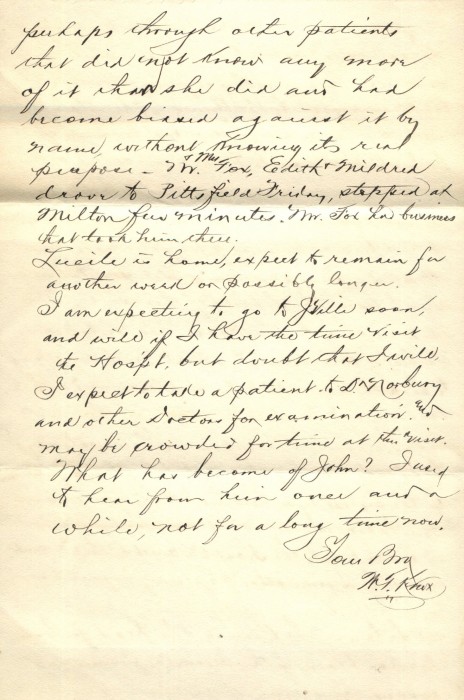 perhaps through other patients
that did not know any more
of it than she did and had
become biased against it by
name, without knowing its real
purpose - Mr. & Mrs Fox, Edith & Mildred
drove to Pittsfield Friday, stopped at
Milton few minutes. Mr. Fox had business
that took him there.
Lucile is home, expect to remain for
another week or possibly longer.
I am expecting to go to J'Ville soon,
and will if I have the time visit
the Hospt. but doubt that I will.
I expect to take a patient to Dr Norbury
and other Doctors for examination. and
may be crowded for time at this visit.
What has become of John? I used
to hear from him once and a
while, not for a long time now.
Your Bro
W. F. Knox